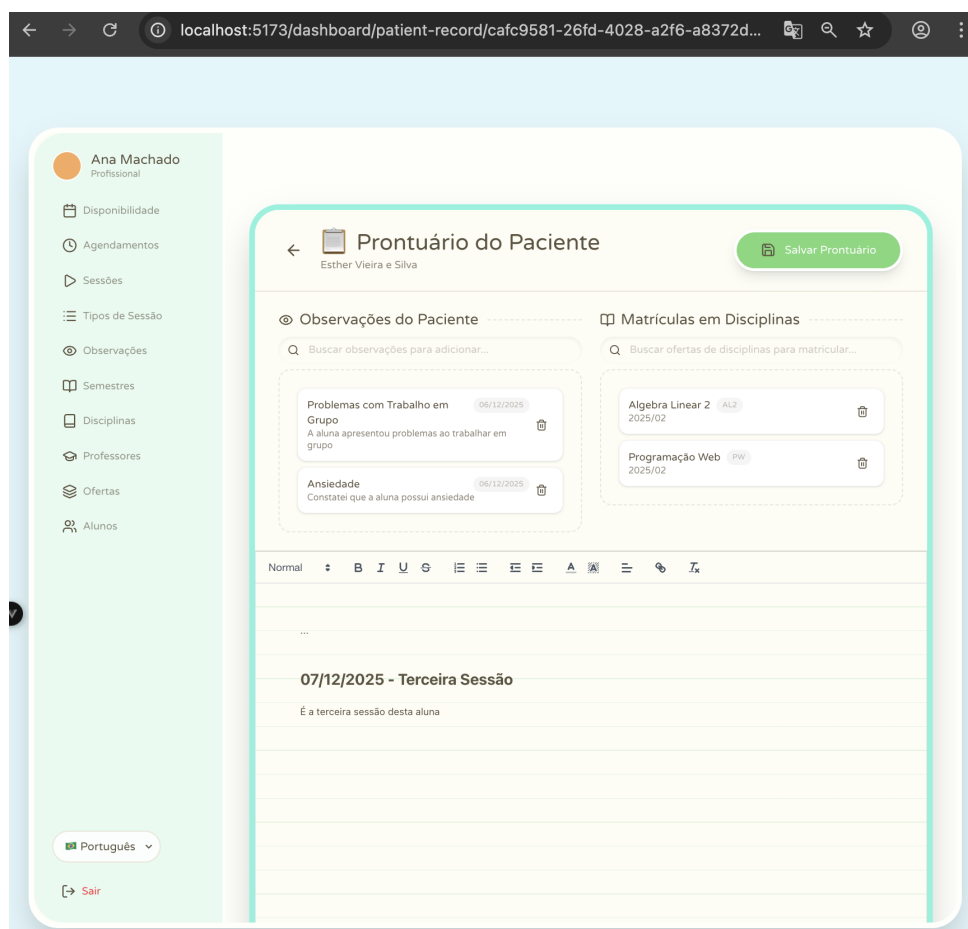 localhost:5173/dashboard/patient-record/cafc9581-26fd-4028-a2f6-a8372d...
Ana Machado
Profissional
Disponibilidade
Agendamentos
Sessões
Tipos de Sessão
Observações
Semestres
Disciplinas
Professores
Ofertas
Alunos
Português
Sair
Prontuário do Paciente
Esther Vieira e Silva
Salvar Prontuário
Observações do Paciente
Buscar observações para adicionar...
Problemas com Trabalho em
Grupo
06/12/2025
A aluna apresentou problemas ao trabalhar em
grupo
Ansiedade
06/12/2025
Constatei que a aluna possui ansiedade
Matrículas em Disciplinas
Buscar ofertas de disciplinas para matricular...
Algebra Linear 2 AL2
2025/02
Programação Web PW
2025/02
Normal
...
07/12/2025 - Terceira Sessão
É a terceira sessão desta aluna